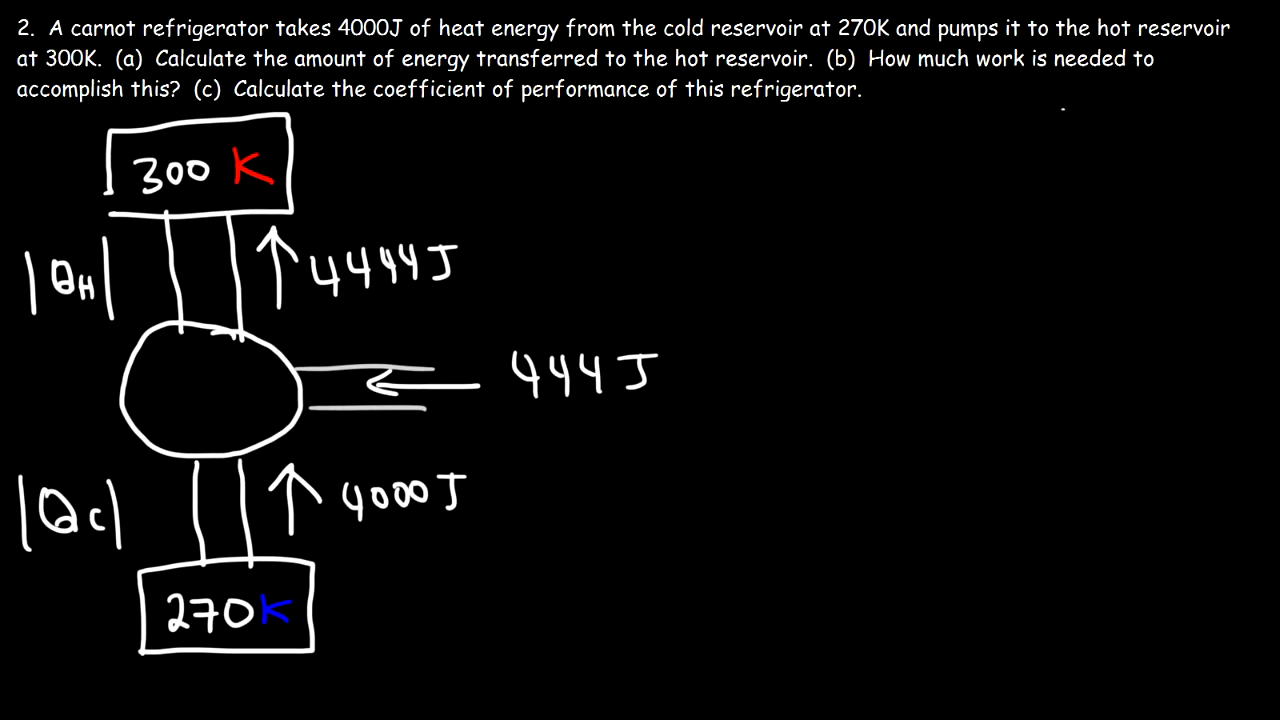 2. A carnot refrigerator takes 4000J of heat energy from the cold reservoir at 270K and pumps it to the hot reservoir
at 300K. (a) Calculate the amount of energy transferred to the hot reservoir. (b) How much work is needed to
accomplish this? (c) Calculate the coefficient of performance of this refrigerator.
300 K
|QH| 4444J
444 J
|Qc| 4000J
270K